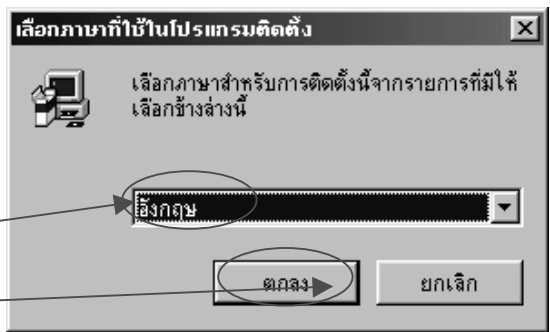 เลือกภาษาที่ใช้ในโปรแกรมติดตั้ง
เลือกภาษาสำหรับการติดตั้งนี้จากรายการที่มีให้
เลือกข้างล่างนี้
อังกฤษ
ตกลง ยกเลิก